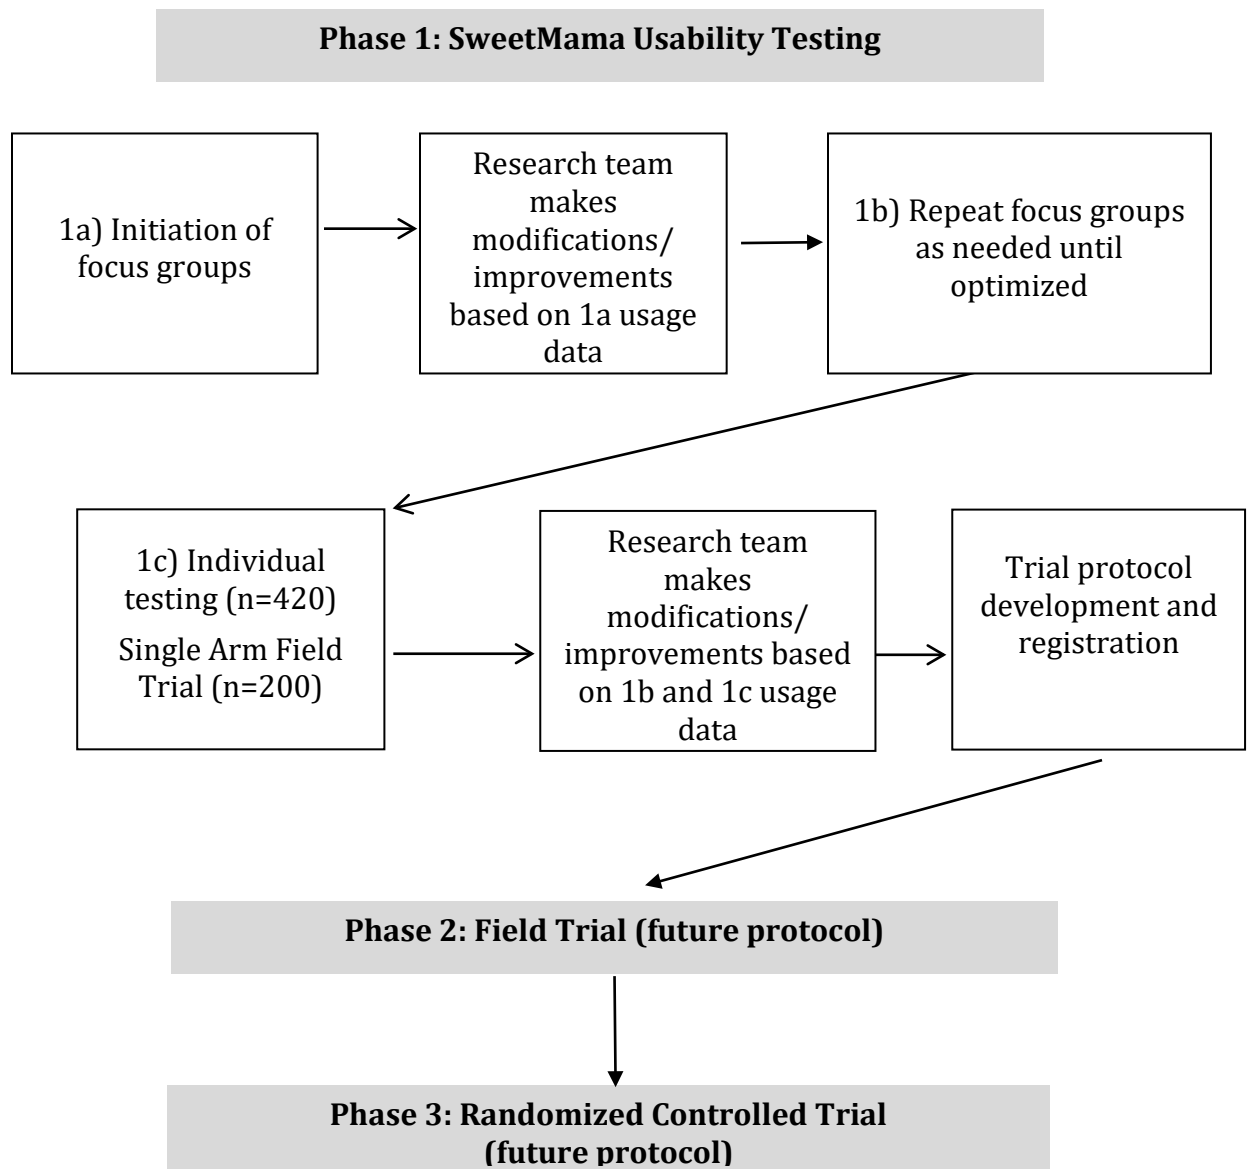 Phase 1: SweetMama Usability Testing
1a) Initiation of
focus groups
Research team
makes
modifications/
improvements
based on 1a usage
data
1b) Repeat focus groups
as needed until
optimized
1c) Individual
testing (n=420)
Single Arm Field
Trial (n=200)
Research team
makes
modifications/
improvements based
on 1b and 1c usage
data
Trial protocol
development and
registration
Phase 2: Field Trial (future protocol)
Phase 3: Randomized Controlled Trial
(future protocol)